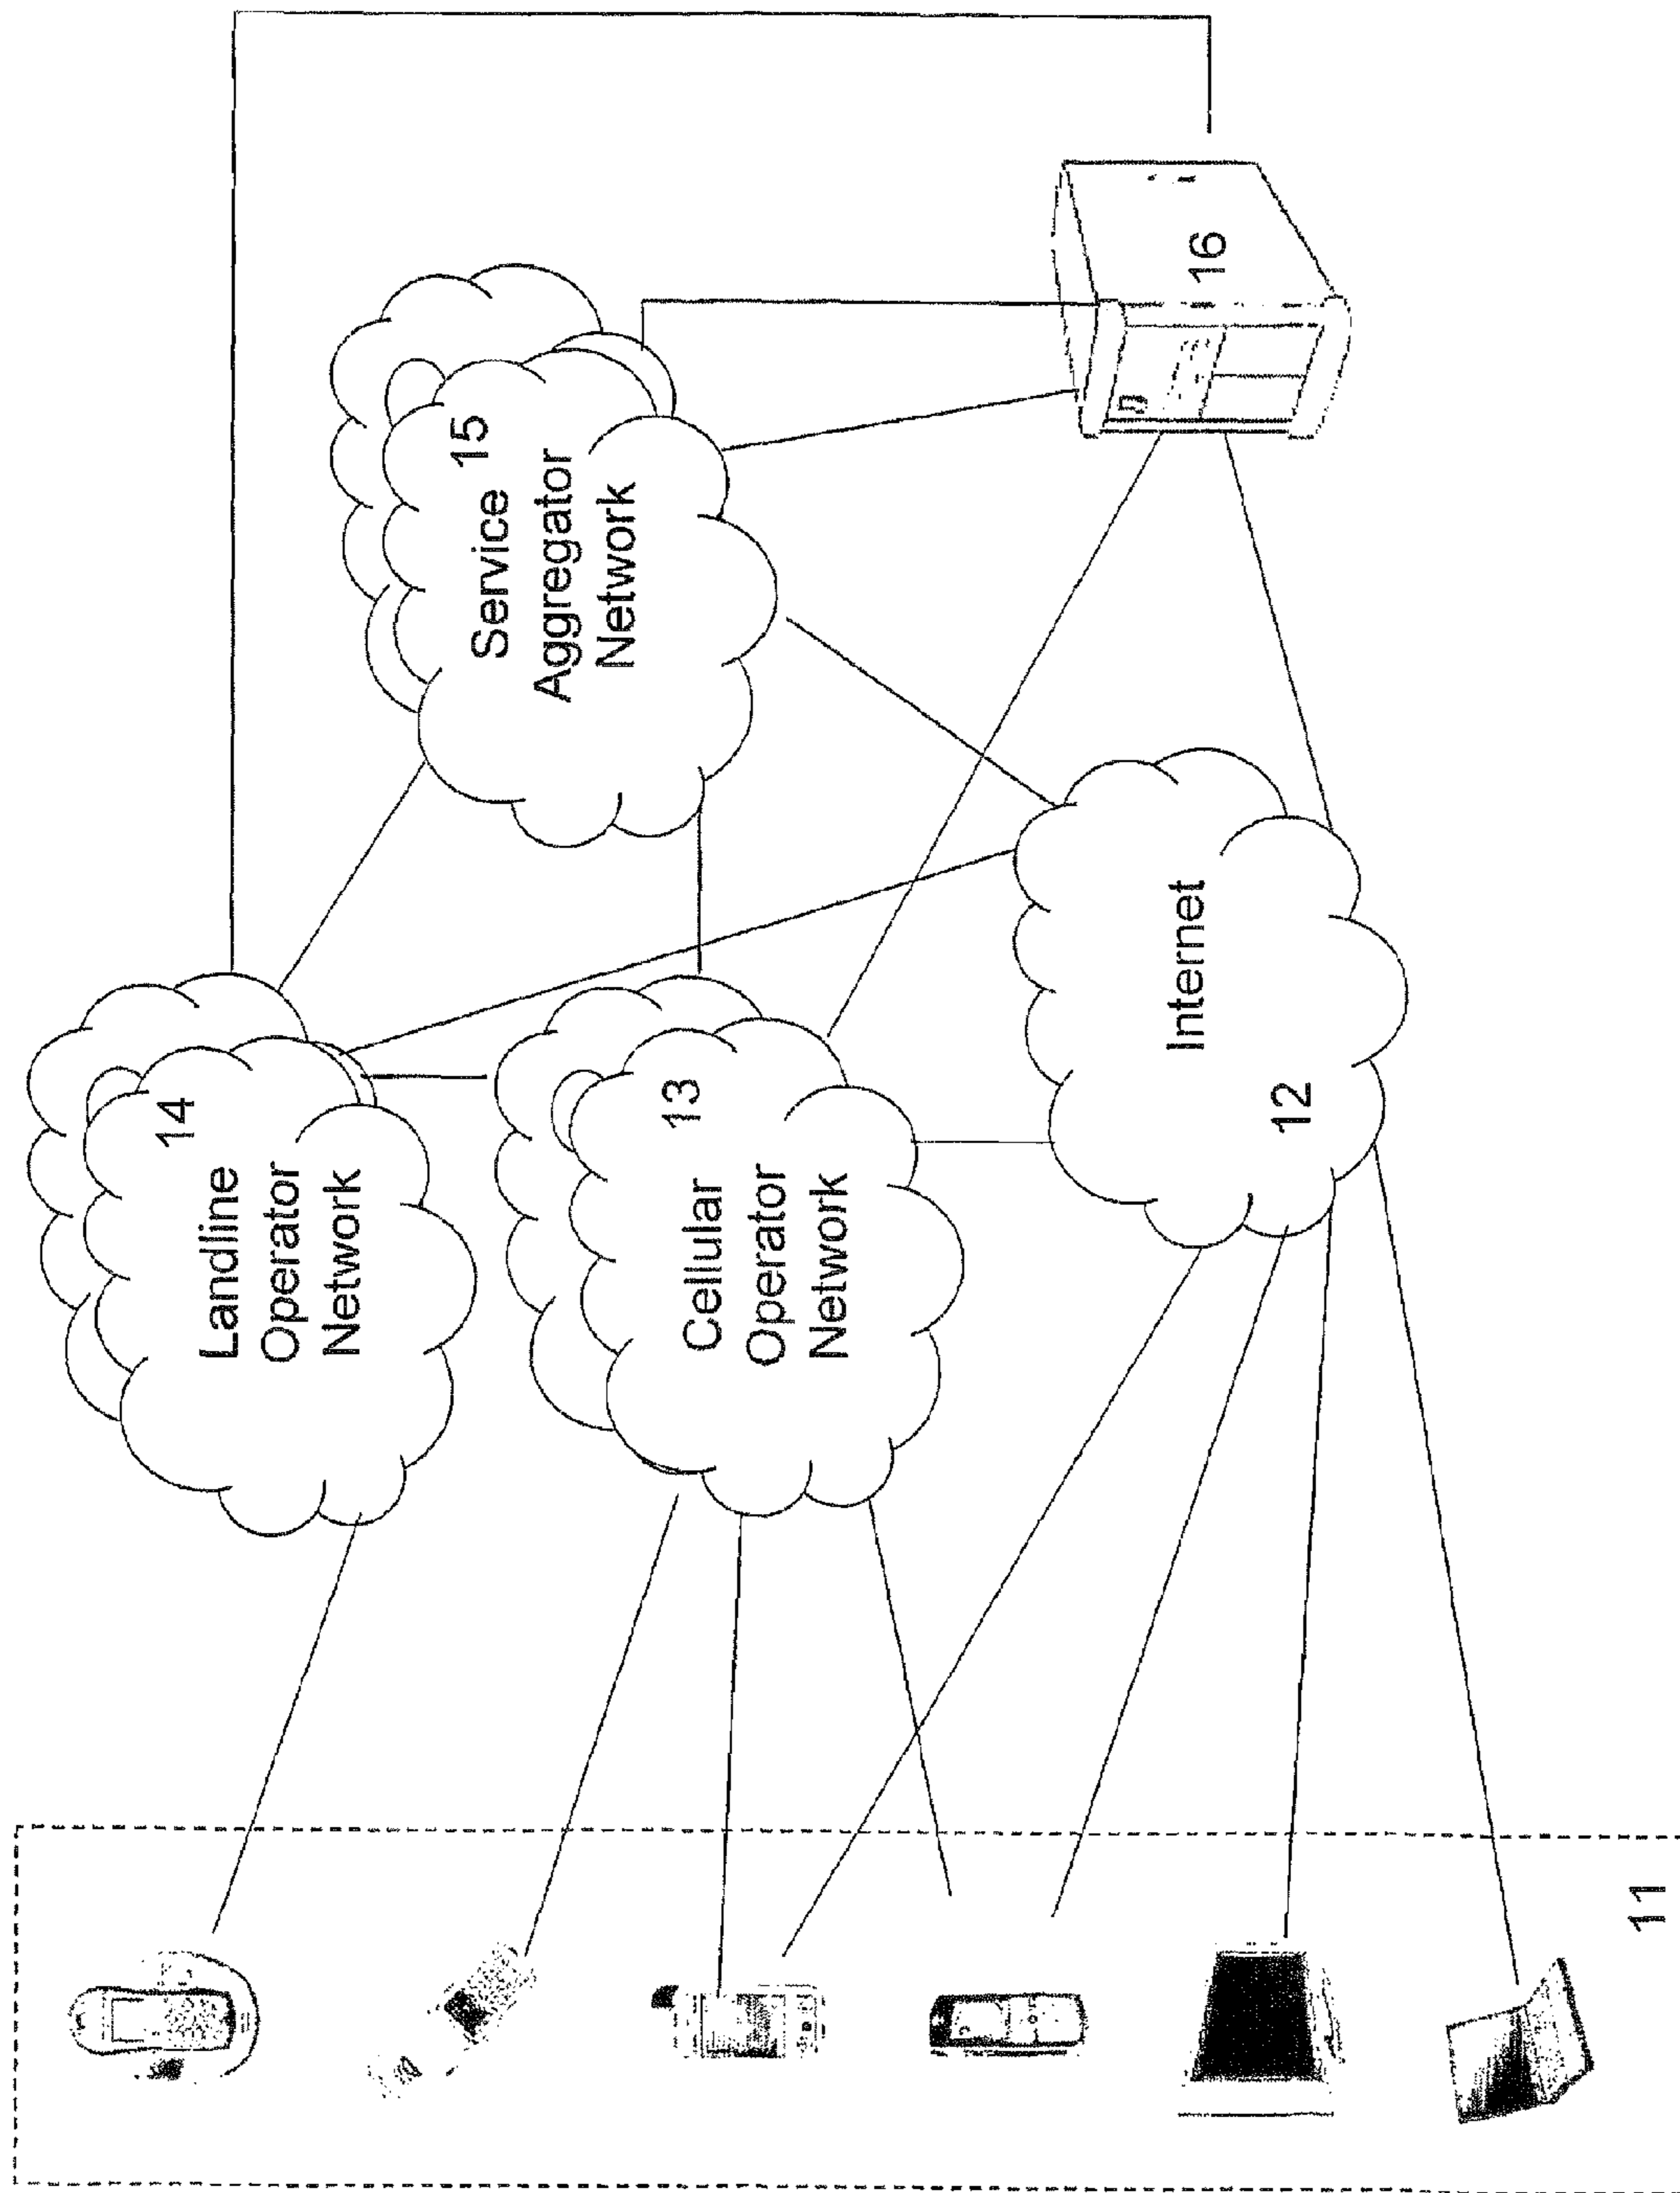 14
Landline
Operator
Network
13
Cellular
Operator
Network
Service 15
Aggregator
Network
Internet
12
16
11